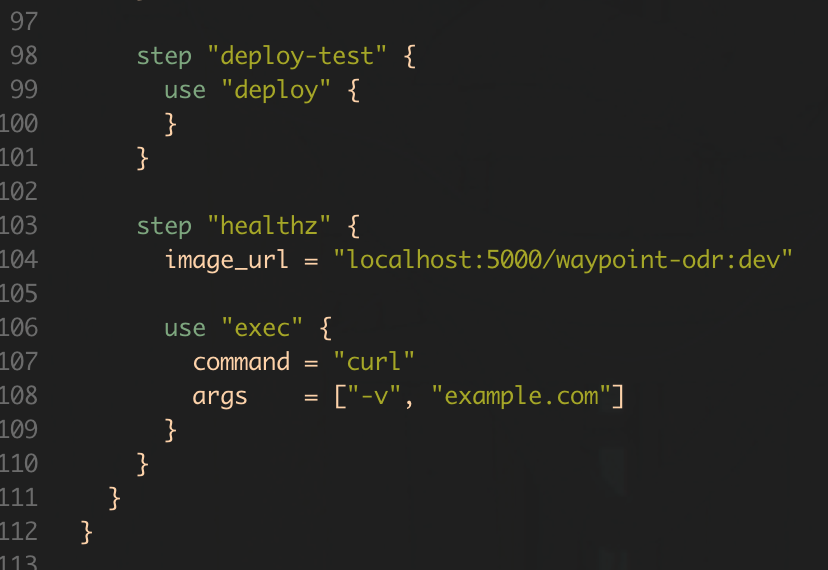 97
98 step "deploy-test" {
99 use "deploy" {
100 }
101 }
102
103 step "healthz" {
104 image_url = "localhost:5000/waypoint-odr:dev"
105
106 use "exec" {
107 command = "curl"
108 args    = ["-v", "example.com"]
109 }
110 }
111 }
112 }
113